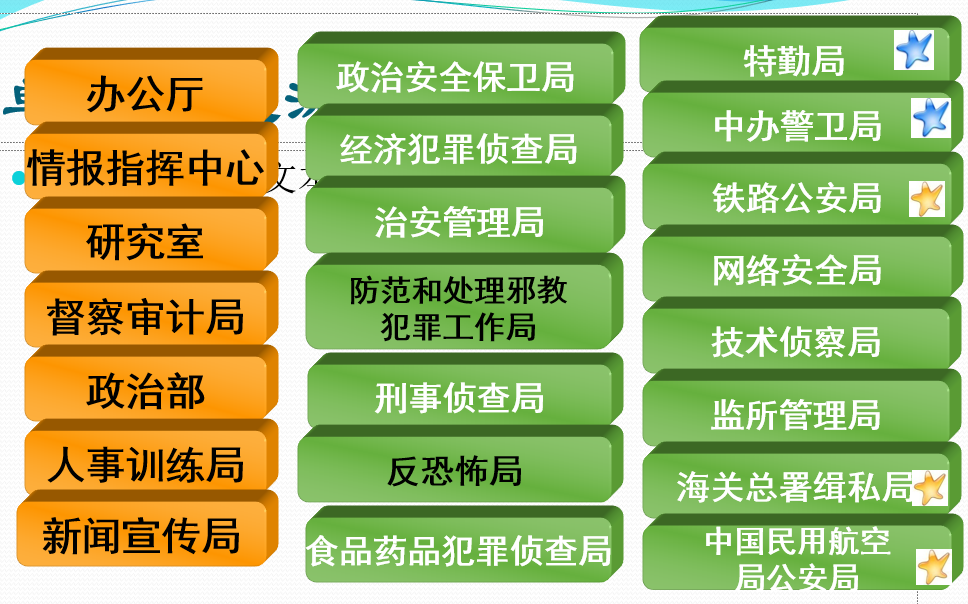 办公厅
情报指挥中心
研究室
督察审计局
政治部
人事训练局
新闻宣传局
政治安全保卫局
经济犯罪侦查局
治安管理局
防范和处理邪教
犯罪工作局
刑事侦查局
反恐怖局
食品药品犯罪侦查局
特勤局
中办警卫局
铁路公安局
网络安全局
技术侦察局
监所管理局
海关总署缉私局
中国民用航空
局公安局